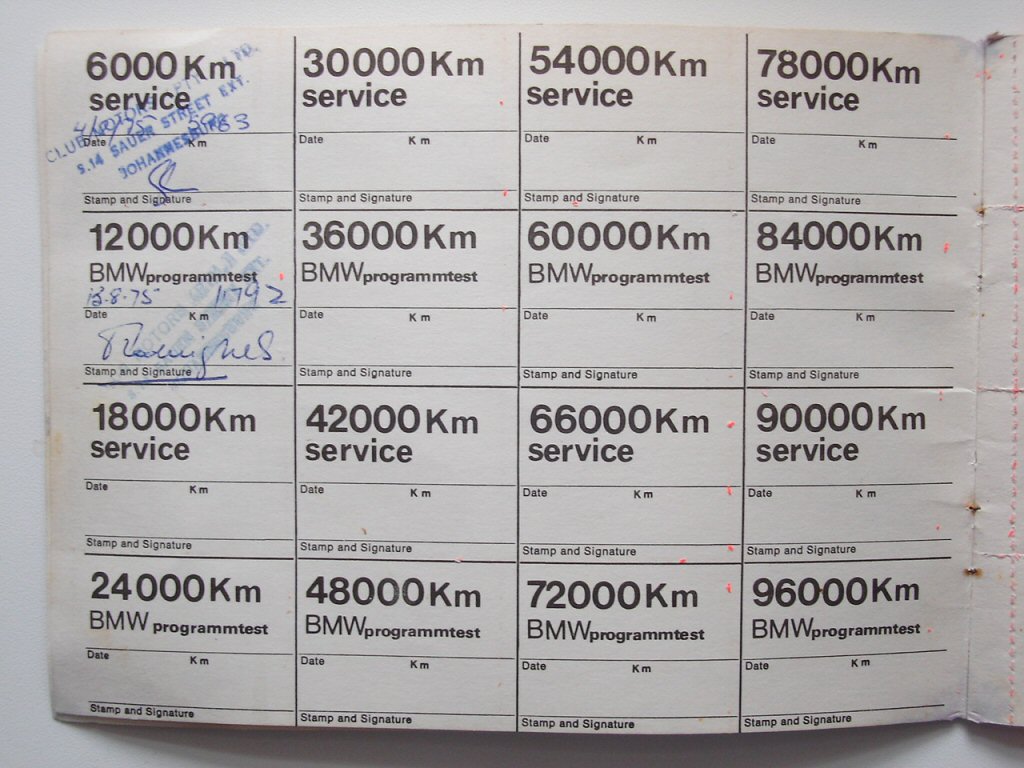 6000 Km
service
5983
Date Km
CLUB MOTORS
S.14 SAUER STREET EXT.
JOHANNESBURG
Stamp and Signature
30000 Km
service
Date Km
Stamp and Signature
54000 Km
service
Date Km
Stamp and Signature
78000 Km
service
Date Km
Stamp and Signature
12000 Km
BMW programmtest
13.8.75 11792
Date Km
Rodrigues
Stamp and Signature
36000 Km
BMW programmtest
Date Km
Stamp and Signature
60000 Km
BMW programmtest
Date Km
Stamp and Signature
84000 Km
BMW programmtest
Date Km
Stamp and Signature
18000 Km
service
Date Km
Stamp and Signature
42000 Km
service
Date Km
Stamp and Signature
66000 Km
service
Date Km
Stamp and Signature
90000 Km
service
Date Km
Stamp and Signature
24000 Km
BMW programmtest
Date Km
Stamp and Signature
48000 Km
BMW programmtest
Date Km
Stamp and Signature
72000 Km
BMW programmtest
Date Km
Stamp and Signature
96000 Km
BMW programmtest
Date Km
Stamp and Signature